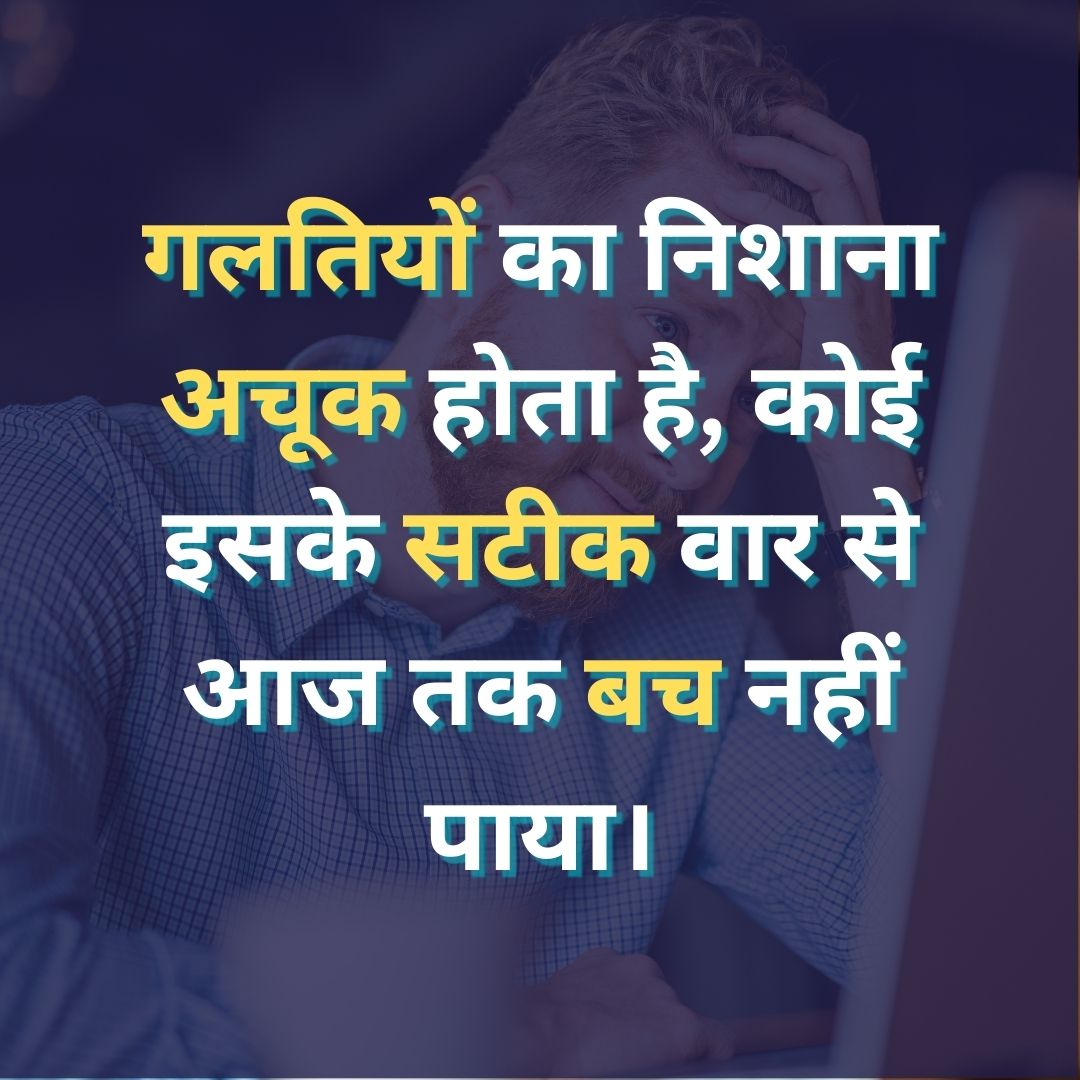 गलतियों का निशाना
अचूक होता है, कोई
इसके सटीक वार से
आज तक बच नहीं
पाया।